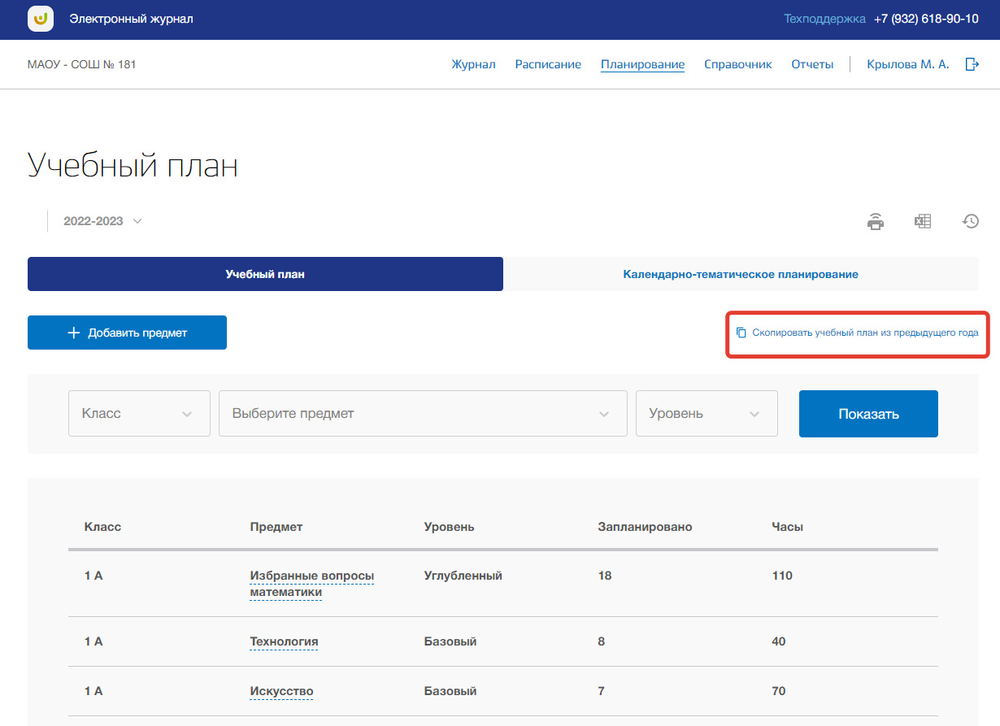 Электронный журнал
Техподдержка +7 (932) 618-90-10
МАОУ - СОШ № 181
Журнал Расписание Планирование Справочник Отчеты Крылова М. А.
Учебный план
2022-2023
Учебный план Календарно-тематическое планирование
Добавить предмет
Скопировать учебный план из предыдущего года
Класс Выберите предмет Уровень Показать
Класс Предмет Уровень Запланировано Часы
1 А Избранные вопросы Углубленный 18 110
математики
1 А Технология Базовый 8 40
1 А Искусство Базовый 7 70